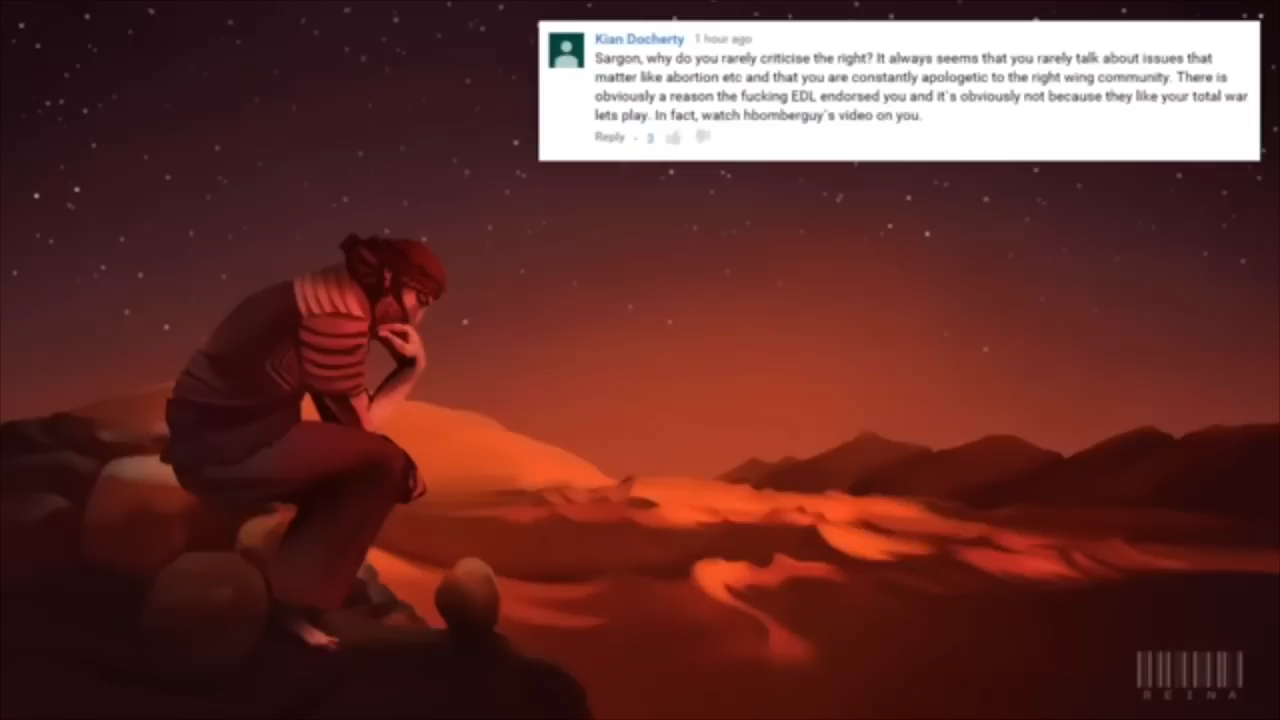 Kian Docherty 1 hour ago
Sargon, why do you rarely criticise the right? It always seems that you rarely talk about issues that
matter like abortion etc and that you are constantly apologetic to the right wing community. There is
obviously a reason the fucking EDL endorsed you and it`s obviously not because they like your total war
lets play. In fact, watch hbomberguy`s video on you.
Reply · 3
REINA